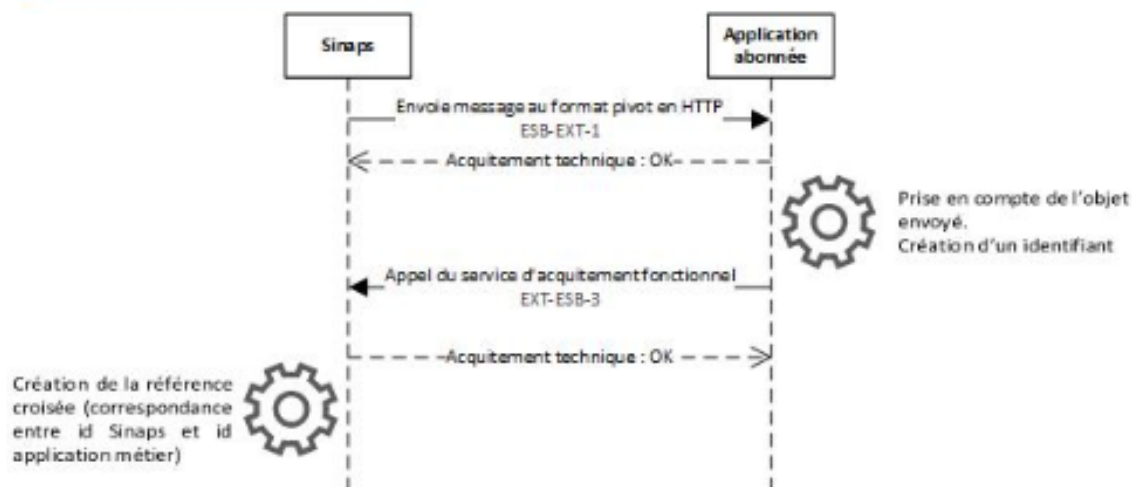 Sinaps
Application
abonnée
Envoie message au format pivot en HTTP
ESB-EXT-1
Acquitement technique : OK
Prise en compte de l'objet
envoyé.
Création d'un identifiant
Appel du service d'acquitement fonctionnel
EXT-ESB-3
Acquitement technique : OK
Création de la référence
croisée (correspondance
entre id Sinaps et id
application métier)